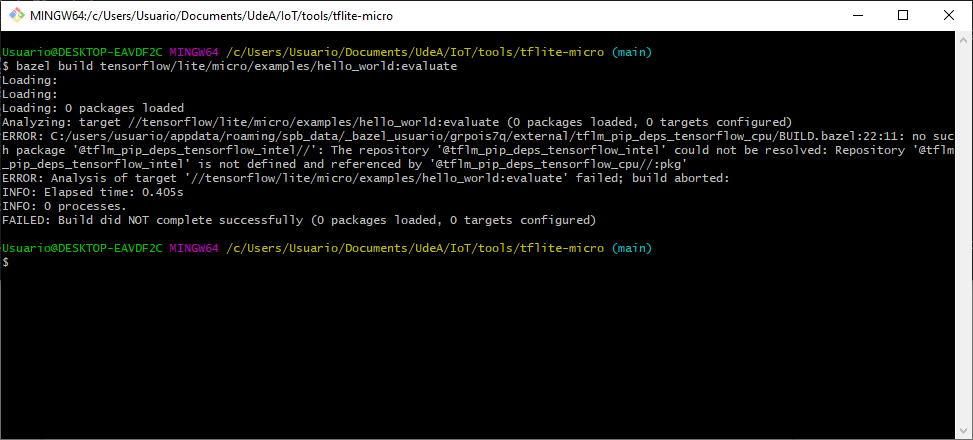 MINGW64:/c/Users/Usuario/Documents/UdeA/IoT/tools/tflite-micro
Usuario@DESKTOP-EAVDF2C MINGW64 /c/Users/Usuario/Documents/UdeA/IoT/tools/tflite-micro (main)
$ bazel build tensorflow/lite/micro/examples/hello_world:evaluate
Loading:
Loading:
Loading: 0 packages loaded
Analyzing: target //tensorflow/lite/micro/examples/hello_world:evaluate (0 packages loaded, 0 targets configured)
ERROR: C:/users/usuario/appdata/roaming/spb_data/_bazel_usuario/grpois7q/external/tflm_pip_deps_tensorflow_cpu/BUILD.bazel:22:11: no suc
h package '@tflm_pip_deps_tensorflow_intel//': The repository '@tflm_pip_deps_tensorflow_intel' could not be resolved: Repository '@tflm
_pip_deps_tensorflow_intel' is not defined and referenced by '@tflm_pip_deps_tensorflow_cpu//:pkg'
ERROR: Analysis of target '//tensorflow/lite/micro/examples/hello_world:evaluate' failed; build aborted:
INFO: Elapsed time: 0.405s
INFO: 0 processes.
FAILED: Build did NOT complete successfully (0 packages loaded, 0 targets configured)
Usuario@DESKTOP-EAVDF2C MINGW64 /c/Users/Usuario/Documents/UdeA/IoT/tools/tflite-micro (main)
$